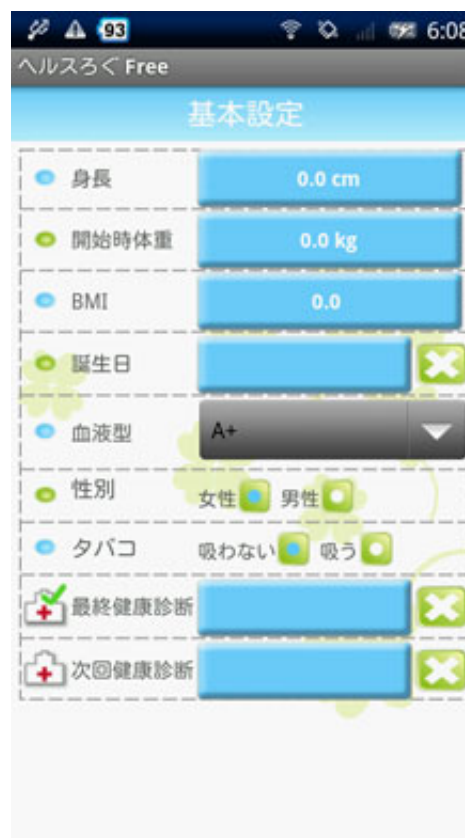 93 6:08
ヘルスろぐ Free
基本設定
身長 0.0 cm
開始時体重 0.0 kg
BMI 0.0
誕生日
血液型 A+
性別 女性 男性
タバコ 吸わない 吸う
最終健康診断
次回健康診断